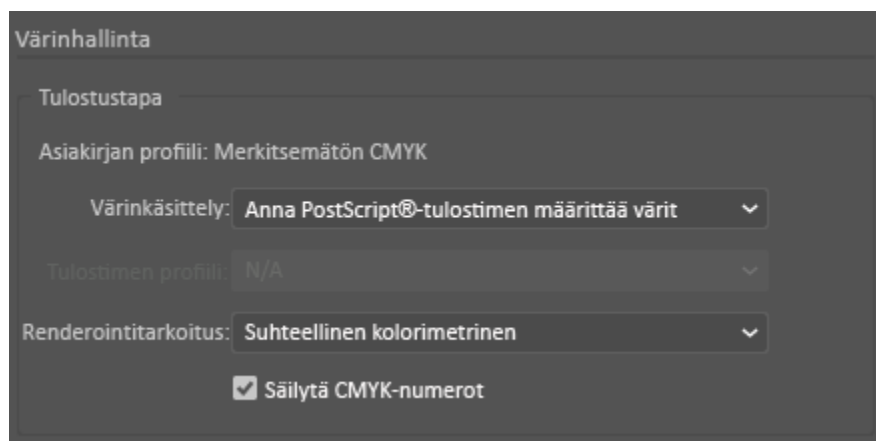 Värinhallinta
Tulostustapa
Asiakirjan profiili: Merkitsemätön CMYK
Värinkäsittely: Anna PostScript®-tulostimen määrittää värit
Tulostimen profiili: N/A
Renderointitarkoitus: Suhteellinen kolorimetrinen
Säilytä CMYK-numerot